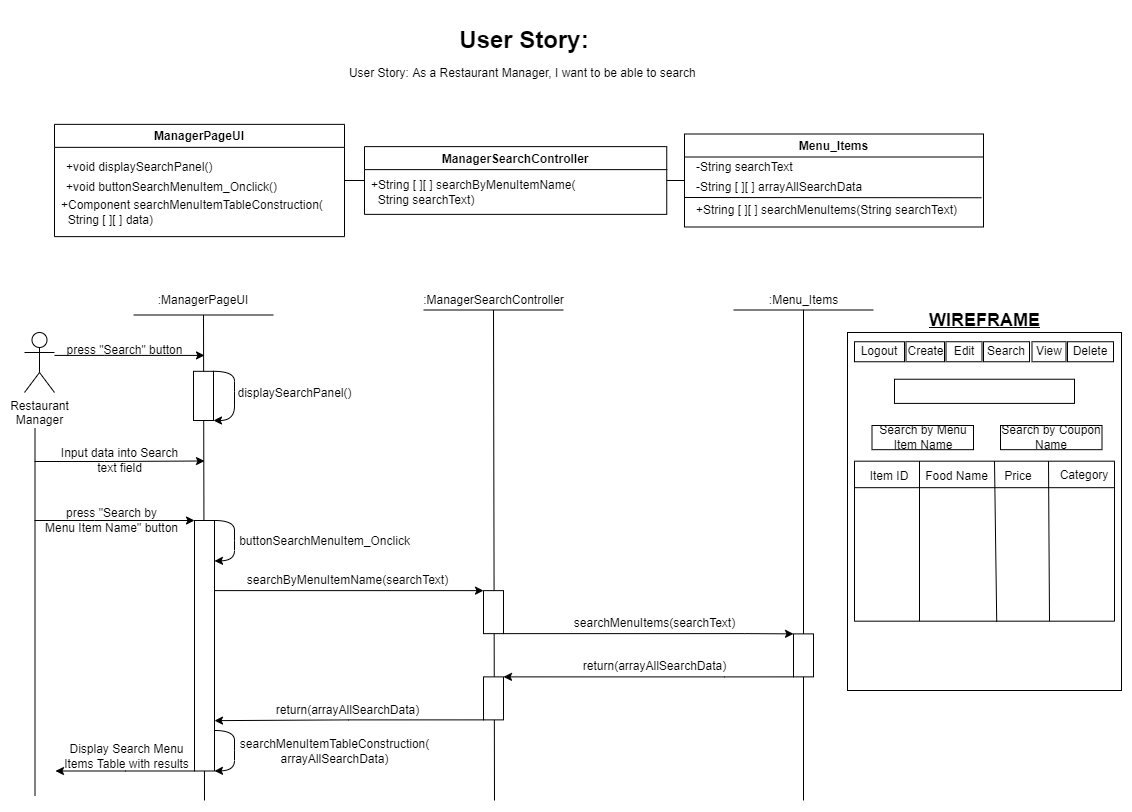 User Story:
User Story: As a Restaurant Manager, I want to be able to search
ManagerPageUI
+void displaySearchPanel()
+void buttonSearchMenuItem_Onclick()
+Component searchMenuItemTableConstruction(
String [ ][ ] data)
ManagerSearchController
+String [ ][ ] searchByMenuItemName(
String searchText)
Menu_Items
-String searchText
-String [ ][ ] arrayAllSearchData
+String [ ][ ] searchMenuItems(String searchText)
:ManagerPageUI
:ManagerSearchController
:Menu_Items
press "Search" button
displaySearchPanel()
Restaurant
Manager
Input data into Search
text field
press "Search by
Menu Item Name" button
buttonSearchMenuItem_Onclick
searchByMenuItemName(searchText)
searchMenuItems(searchText)
return(arrayAllSearchData)
return(arrayAllSearchData)
searchMenuItemTableConstruction(
arrayAllSearchData)
Display Search Menu
Items Table with results
WIREFRAME
Logout Create Edit Search View Delete
Search by Menu
Item Name
Search by Coupon
Name
Item ID Food Name Price Category